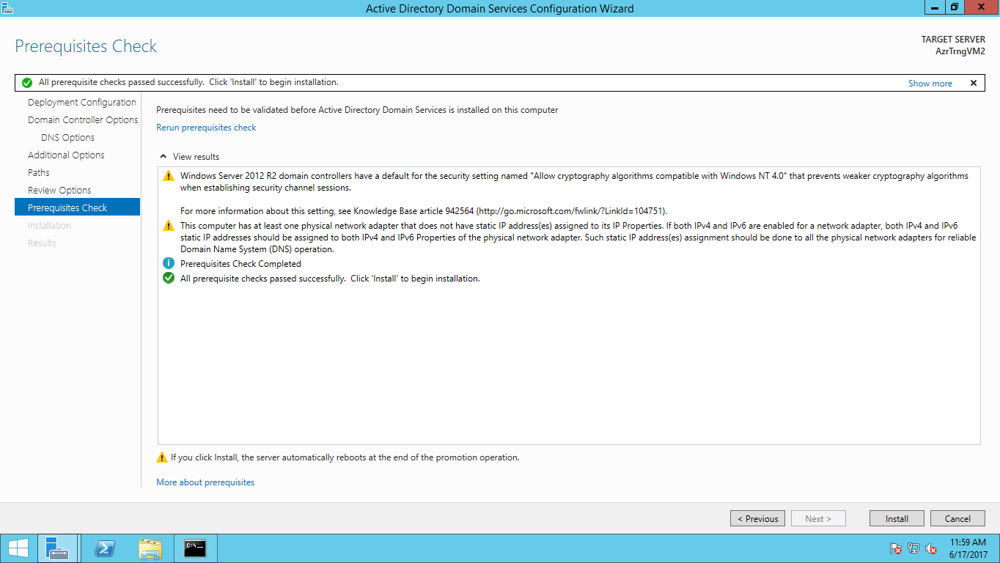 Active Directory Domain Services Configuration Wizard
Prerequisites Check
TARGET SERVER
AzrTrngVM2
All prerequisite checks passed successfully.  Click 'Install' to begin installation.
Show more
Deployment Configuration
Domain Controller Options
DNS Options
Additional Options
Paths
Review Options
Prerequisites Check
Installation
Results
Prerequisites need to be validated before Active Directory Domain Services is installed on this computer
Rerun prerequisites check
View results
Windows Server 2012 R2 domain controllers have a default for the security setting named "Allow cryptography algorithms compatible with Windows NT 4.0" that prevents weaker cryptography algorithms
when establishing security channel sessions.
For more information about this setting, see Knowledge Base article 942564 (http://go.microsoft.com/fwlink/?LinkId=104751).
This computer has at least one physical network adapter that does not have static IP address(es) assigned to its IP Properties. If both IPv4 and IPv6 are enabled for a network adapter, both IPv4 and IPv6
static IP addresses should be assigned to both IPv4 and IPv6 Properties of the physical network adapter. Such static IP address(es) assignment should be done to all the physical network adapters for reliable
Domain Name System (DNS) operation.
Prerequisites Check Completed
All prerequisite checks passed successfully.  Click 'Install' to begin installation.
If you click Install, the server automatically reboots at the end of the promotion operation.
More about prerequisites
< Previous
Next >
Install
Cancel
C:\
11:59 AM
6/17/2017